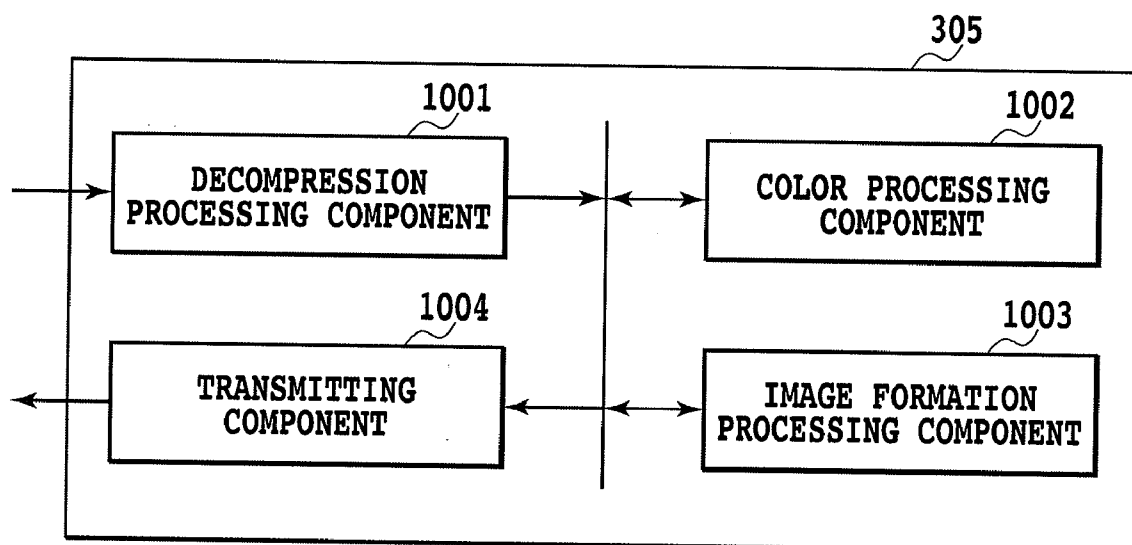 305
1001
DECOMPRESSION
PROCESSING COMPONENT
1002
COLOR PROCESSING
COMPONENT
1004
TRANSMITTING
COMPONENT
1003
IMAGE FORMATION
PROCESSING COMPONENT